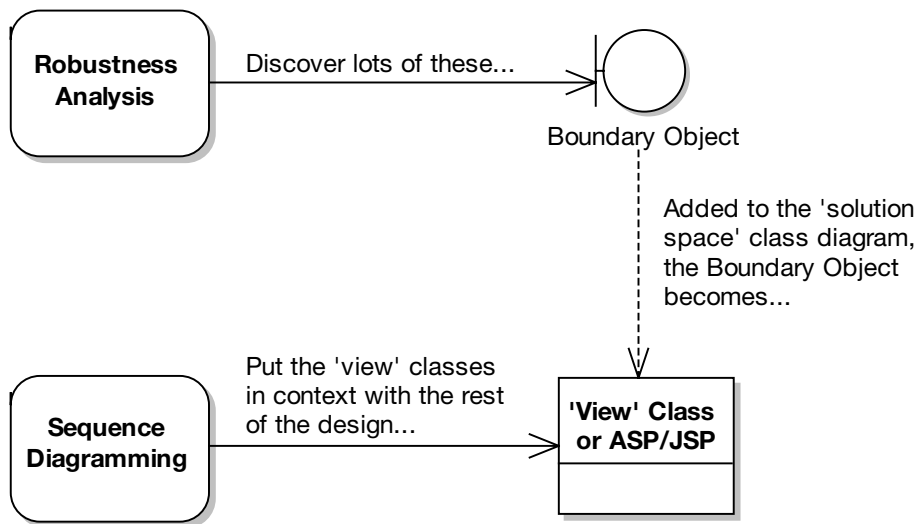 Robustness
Analysis
Discover lots of these...
Boundary Object
Added to the 'solution
space' class diagram,
the Boundary Object
becomes...
Sequence
Diagramming
Put the 'view' classes
in context with the rest
of the design...
'View' Class
or ASP/JSP